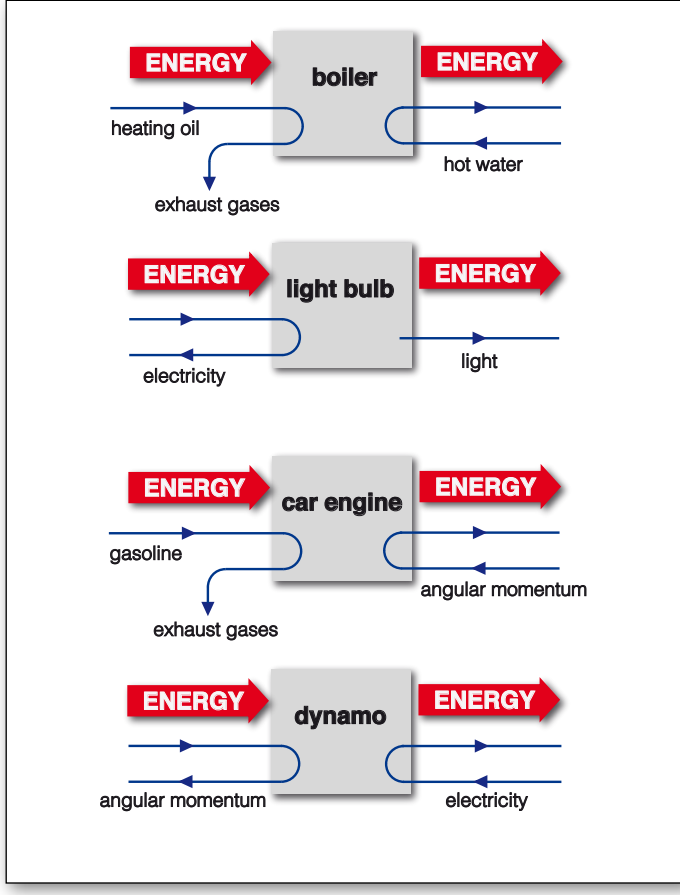 ENERGY
boiler
ENERGY
heating oil
hot water
exhaust gases
ENERGY
light bulb
ENERGY
electricity
light
ENERGY
car engine
ENERGY
gasoline
angular momentum
exhaust gases
ENERGY
dynamo
ENERGY
angular momentum
electricity